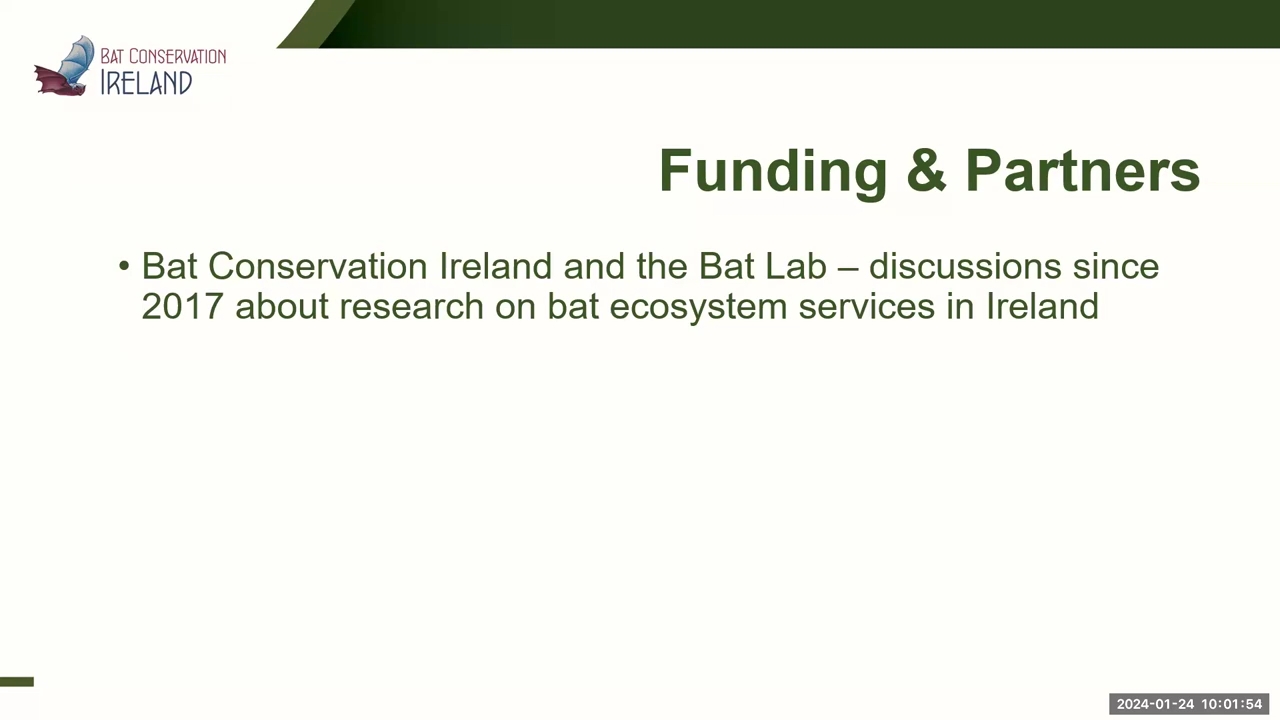 BAT CONSERVATION
IRELAND
Funding & Partners
• Bat Conservation Ireland and the Bat Lab – discussions since
2017 about research on bat ecosystem services in Ireland
2024-01-24 10:01:54